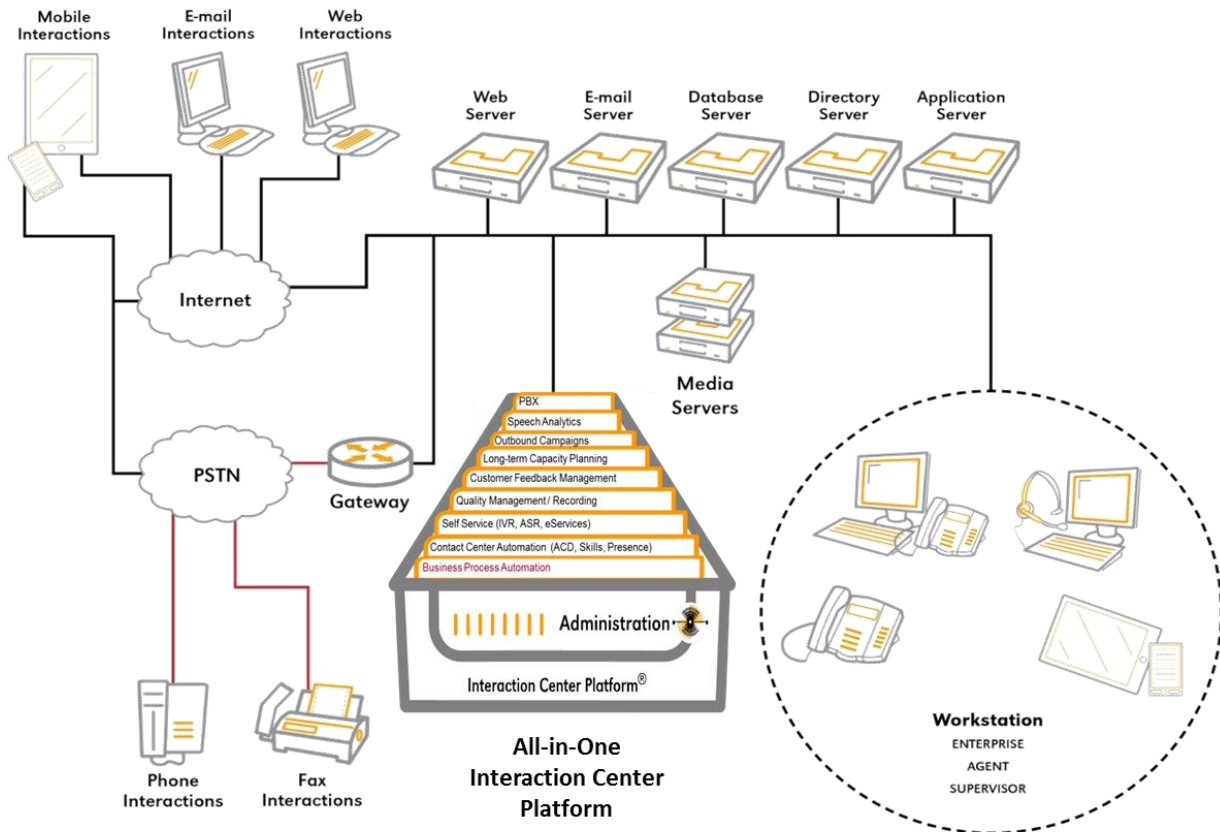 Mobile
Interactions
E-mail
Interactions
Web
Interactions
Web
Server
E-mail
Server
Database
Server
Directory
Server
Application
Server
Internet
Media
Servers
PSTN
Gateway
PBX
Speech Analytics
Outbound Campaigns
Long-term Capacity Planning
Customer Feedback Management
Quality Management / Recording
Self Service (IVR, ASR, eServices)
Contact Center Automation (ACD, Skills, Presence)
Business Process Automation
Administration
Interaction Center Platform®
Phone
Interactions
Fax
Interactions
All-in-One
Interaction Center
Platform
Workstation
ENTERPRISE
AGENT
SUPERVISOR